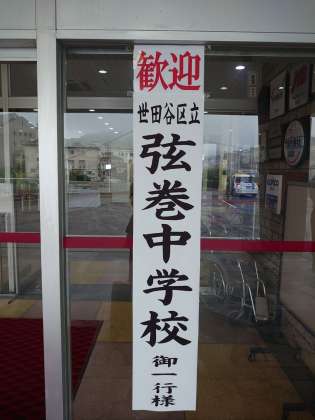 歓迎
世田谷区立
弦巻中学校
御一行様